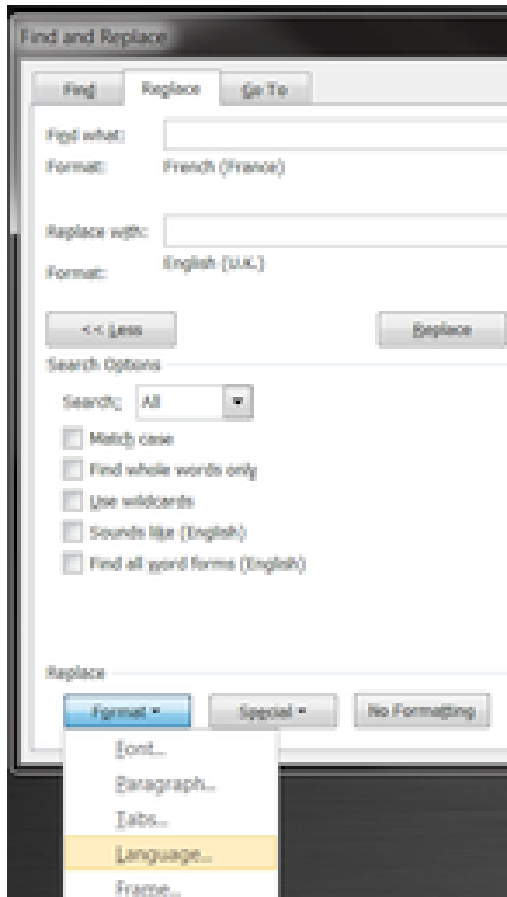 Find and Replace
Find Replace Go To
Find what:
Format: French (France)
Replace with:
Format: English (U.K.)
<< Less Replace
Search Options
Search: All
Match case
Find whole words only
Use wildcards
Sounds like (English)
Find all word forms (English)
Replace
Format Special No Formatting
Font...
Paragraph...
Tabs...
Language...
Frame...